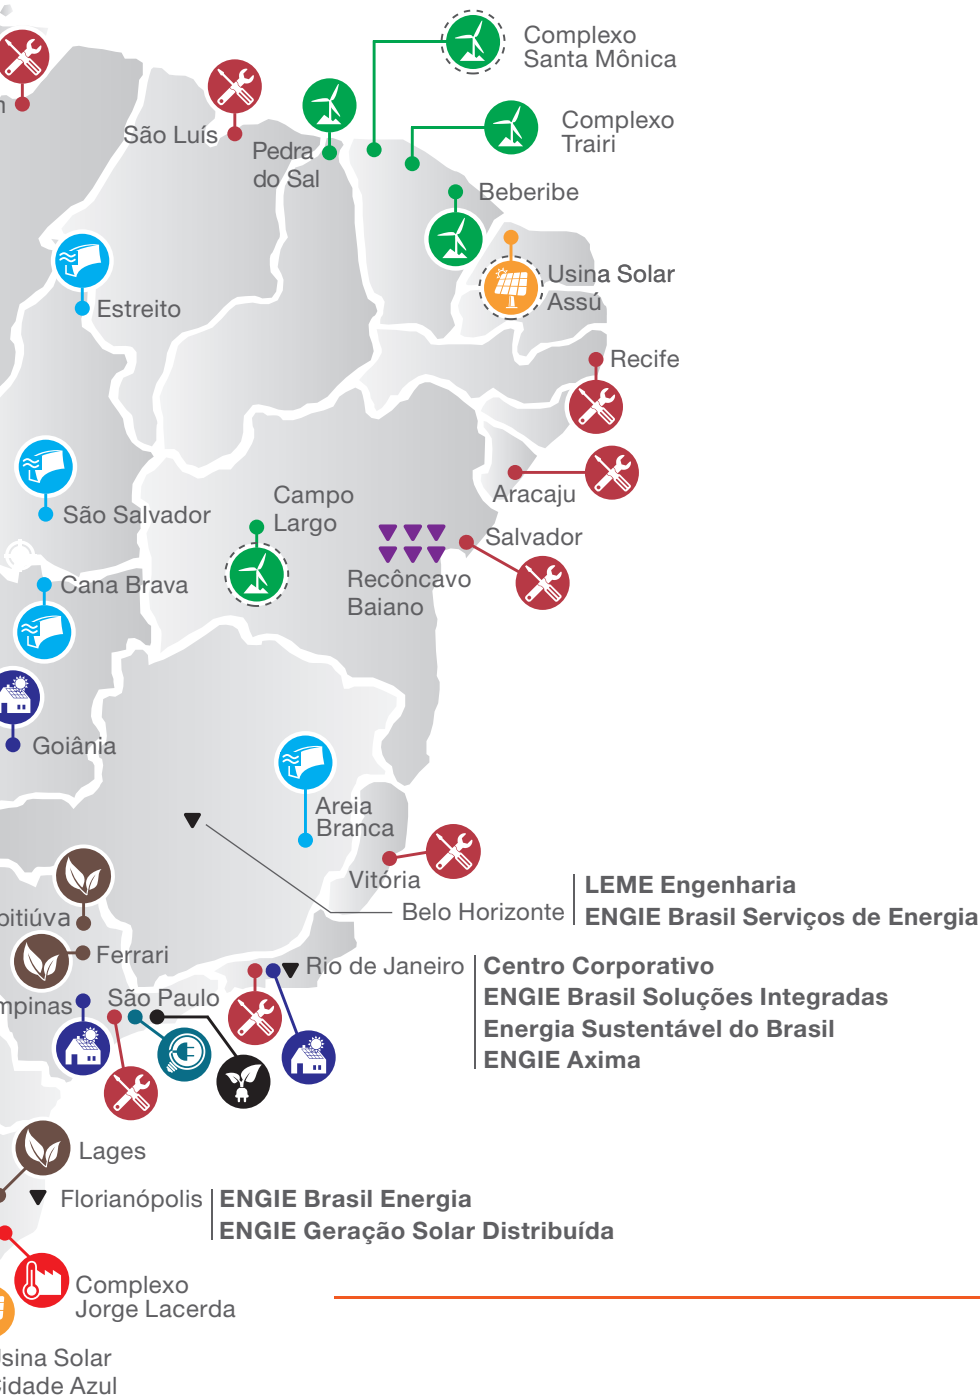 Complexo
Santa Mônica
Complexo
Trairi
São Luís
Pedra
do Sal
Beberibe
Usina Solar
Assú
Estreito
Recife
Aracaju
Campo
Largo
São Salvador
Salvador
Recôncavo
Baiano
Cana Brava
Goiânia
Areia
Branca
Vitória
Belo Horizonte
LEME Engenharia
ENGIE Brasil Serviços de Energia
Ferrari
Rio de Janeiro
Centro Corporativo
ENGIE Brasil Soluções Integradas
Energia Sustentável do Brasil
ENGIE Axima
São Paulo
Lages
Florianópolis
ENGIE Brasil Energia
ENGIE Geração Solar Distribuída
Complexo
Jorge Lacerda
Solar
Azul